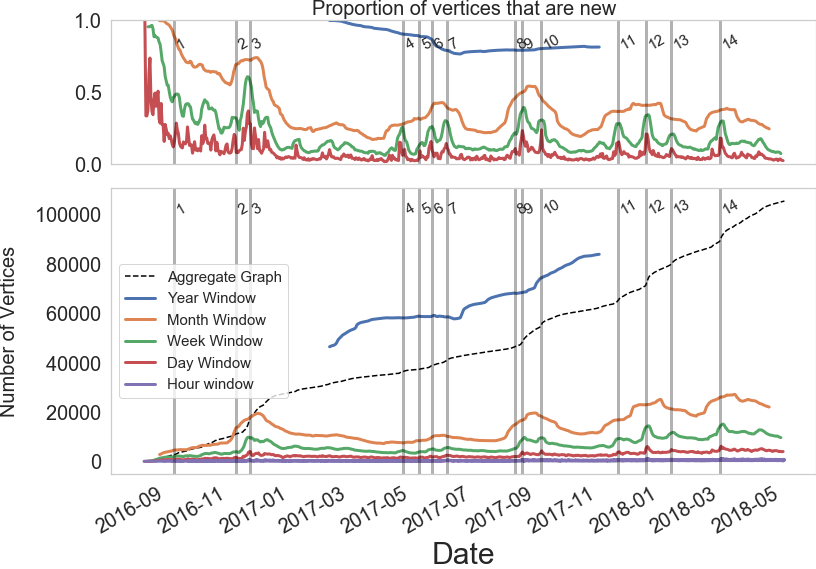 Proportion of vertices that are new
1.0
0.5
0.0
1 2 3 4 5 6 7 8 9 10 11 12 13 14
Number of Vertices
100000
80000
60000
40000
20000
0
1 2 3 4 5 6 7 8 9 10 11 12 13 14
Aggregate Graph
Year Window
Month Window
Week Window
Day Window
Hour window
2016-09 2016-11 2017-01 2017-03 2017-05 2017-07 2017-09 2017-11 2018-01 2018-03 2018-05
Date